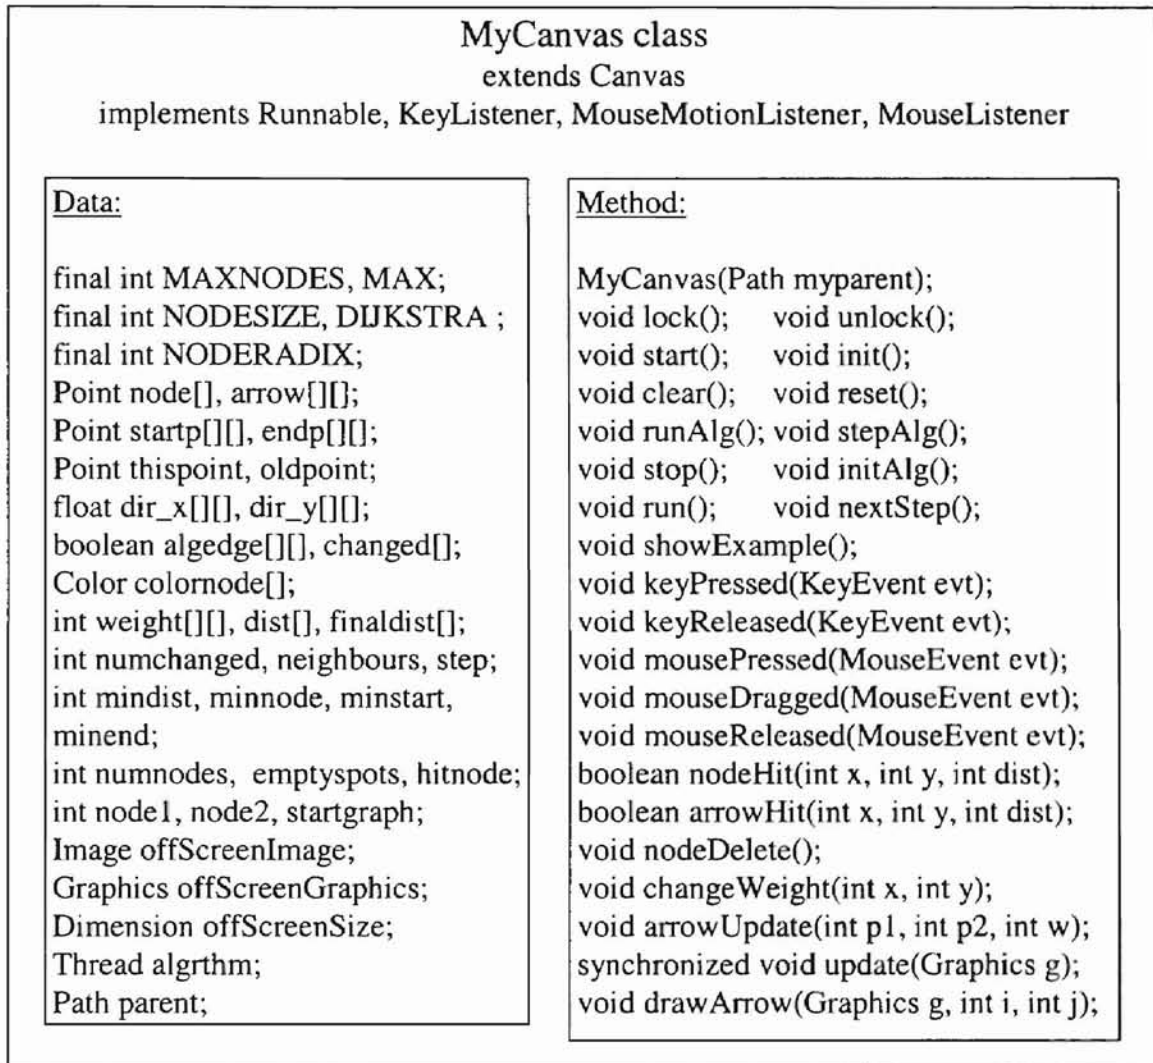 MyCanvas class
extends Canvas
implements Runnable, KeyListener, MouseMotionListener, MouseListener
Data:
final int MAXNODES, MAX;
final int NODESIZE, DIJKSTRA ;
final int NODERADIX;
Point node[], arrow[][];
Point startp[][], endp[][];
Point thispoint, oldpoint;
float dir_x[][], dir_y[][];
boolean algedge[][], changed[];
Color colornode[];
int weight[][], dist[], finaldist[];
int numchanged, neighbours, step;
int mindist, minnode, minstart,
minend;
int numnodes, emptyspots, hitnode;
int node1, node2, startgraph;
Image offScreenImage;
Graphics offScreenGraphics;
Dimension offScreenSize;
Thread algrthm;
Path parent;
Method:
MyCanvas(Path myparent);
void lock(); void unlock();
void start(); void init();
void clear(); void reset();
void runAlg(); void stepAlg();
void stop(); void initAlg();
void run(); void nextStep();
void showExample();
void keyPressed(KeyEvent evt);
void keyReleased(KeyEvent evt);
void mousePressed(MouseEvent evt);
void mouseDragged(MouseEvent evt);
void mouseReleased(MouseEvent evt);
boolean nodeHit(int x, int y, int dist);
boolean arrowHit(int x, int y, int dist);
void nodeDelete();
void changeWeight(int x, int y);
void arrowUpdate(int p1, int p2, int w);
synchronized void update(Graphics g);
void drawArrow(Graphics g, int i, int j);